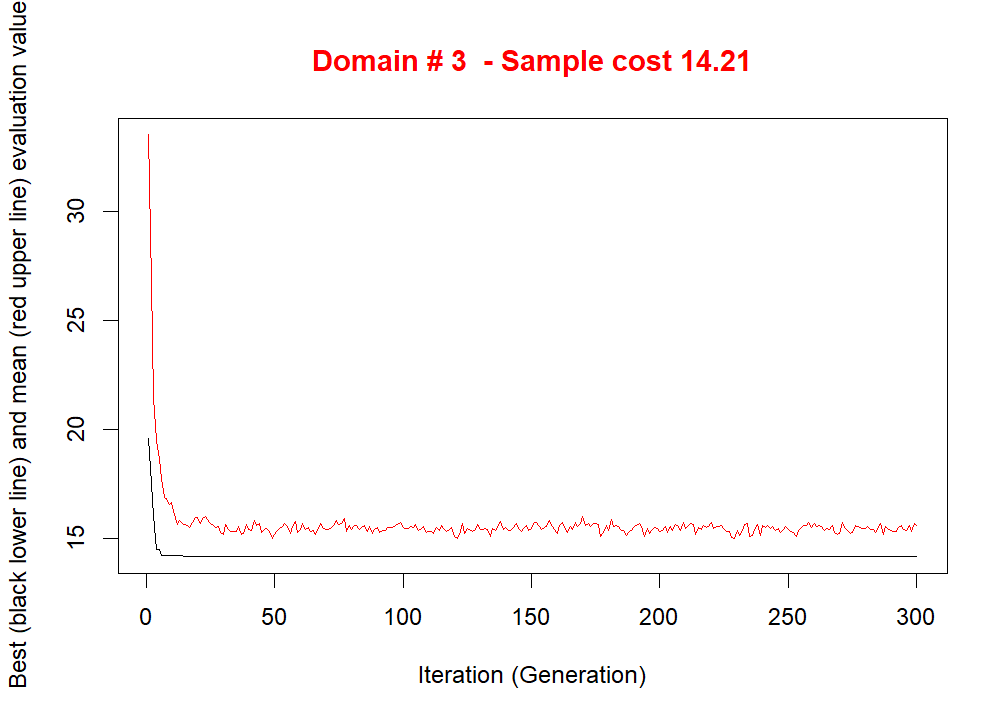 Domain # 3  - Sample cost 14.21
Best (black lower line) and mean (red upper line) evaluation value
30
25
20
15
0 50 100 150 200 250 300
Iteration (Generation)